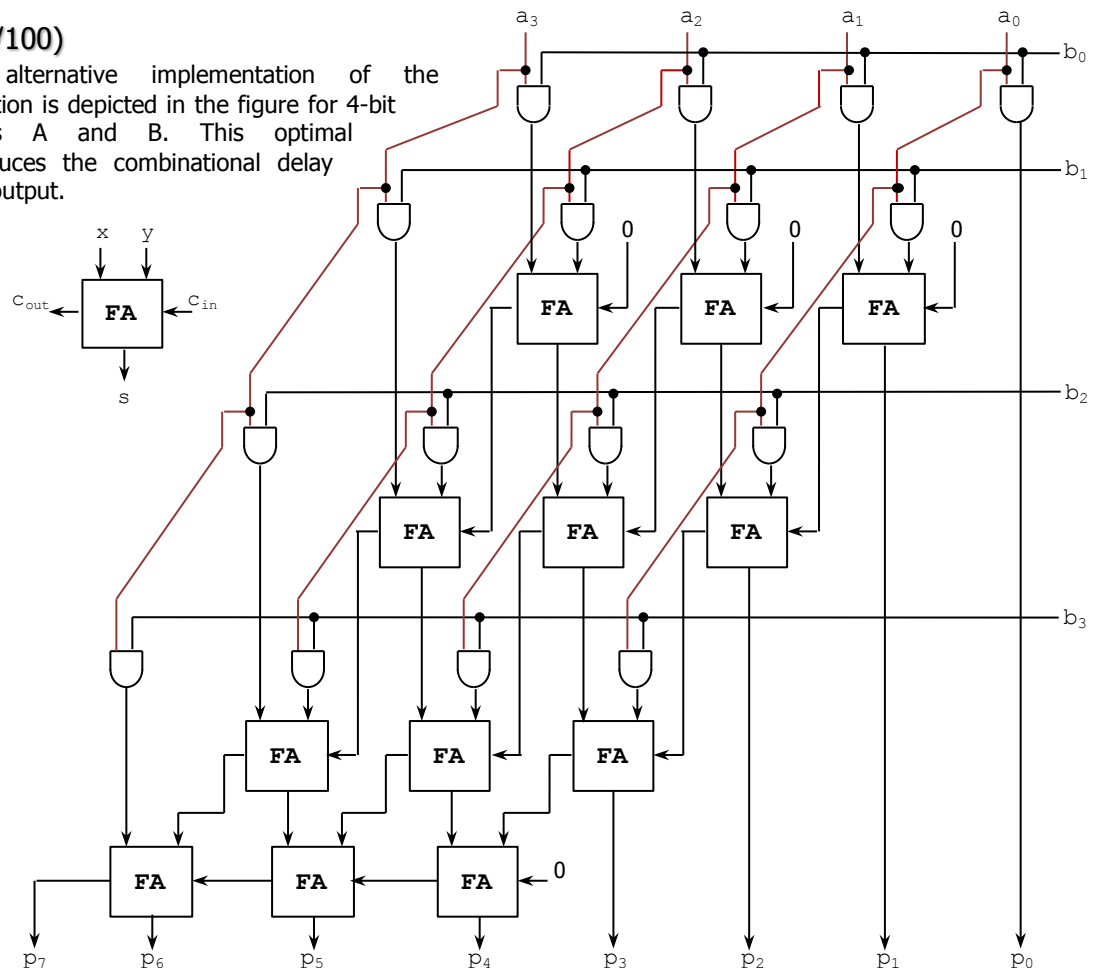 /100)
alternative implementation of the
tion is depicted in the figure for 4-bit
s A and B. This optimal
uces the combinational delay
output.
a3 a2 a1 a0
b0
b1
x y
0 0 0
cout FA cin
FA FA FA
s
b2
FA FA FA
b3
FA FA FA
FA FA FA 0
p7 p6 p5 p4 p3 p2 p1 p0